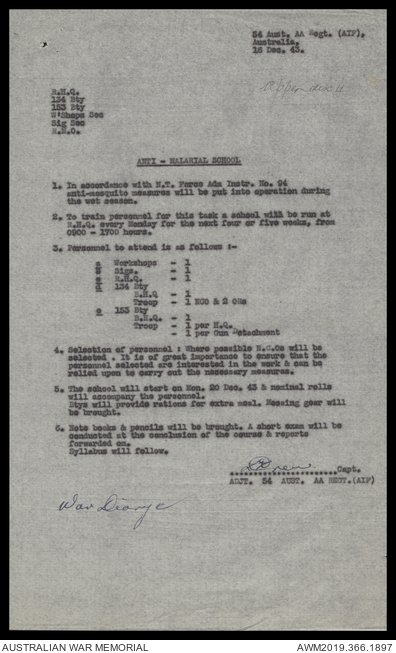 54 Aust. AA Regt. (AIF),
Australia,
16 Dec. 43.
Appendix 11
R.H.Q.
134 Bty
153 Bty
W'Shops Sec
Sig Sec
R.M.O.
ANTI - MALARIAL SCHOOL
1. In accordance with N.T. Force Adm Instr. No. 94
anti-mosquito measures will be put into operation during
the wet season.
2. To train personnel for this task a school will be run at
R.H.Q. every Monday for the next four or five weeks, from
0900 - 1700 hours.
3. Personnel to attend is as follows :-
Workshops - 1
Sigs. - 1
R.H.Q. - 1
134 Bty
B.H.Q - 1
Troop - 1 NCO & 2 ORs
153 Bty
B.H.Q. - 1
Troop - 1 per H.Q.
- 1 per Gun Detachment
4. Selection of personnel : Where possible N.C.Os will be
selected . It is of great importance to ensure that the
personnel selected are interested in the work & can be
relied upon to carry out the necessary measures.
5. The school will start on Mon. 20 Dec 43 & nominal rolls
will accompany the personnel.
Btys will provide rations for extra meal. Messing gear will
be brought.
6. Note books & pencils will be brought. A short exam will be
conducted at the conclusion of the course & reports
forwarded on.
Syllabus will follow.
Capt.
ADJT. 54 AUST. AA REGT.(AIF)
War Diary
AUSTRALIAN WAR MEMORIAL
AWM2019.366.1897